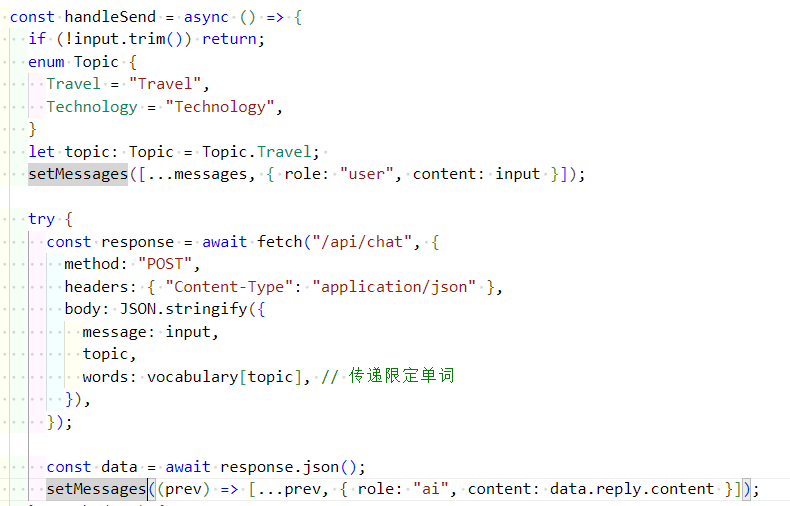 const handleSend = async () => {
if (!input.trim()) return;
enum Topic {
Travel = "Travel",
Technology = "Technology",
}
let topic: Topic = Topic.Travel;
setMessages([...messages, { role: "user", content: input }]);
try {
const response = await fetch("/api/chat", {
method: "POST",
headers: { "Content-Type": "application/json" },
body: JSON.stringify({
message: input,
topic,
words: vocabulary[topic], // 传递限定单词
}),
});
const data = await response.json();
setMessages((prev) => [...prev, { role: "ai", content: data.reply.content }]);